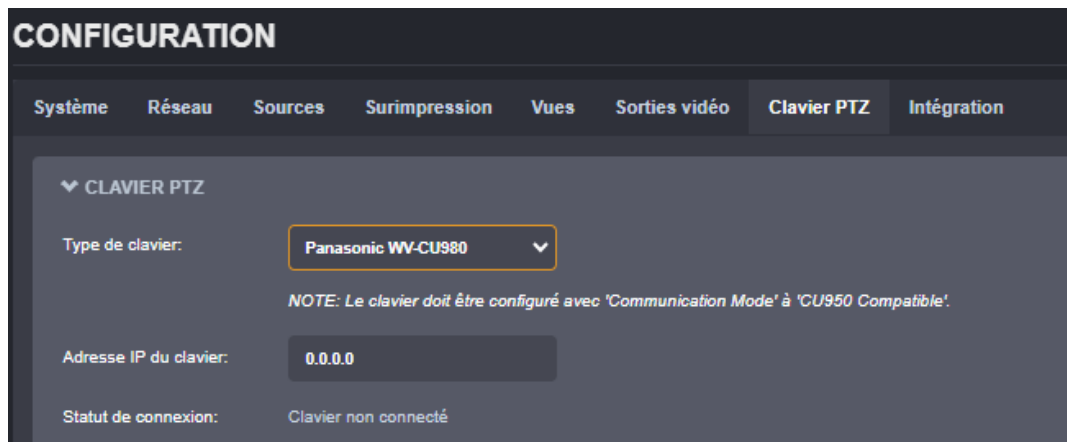 CONFIGURATION
Système Réseau Sources Surimpression Vues Sorties vidéo Clavier PTZ Intégration
CLAVIER PTZ
Type de clavier: Panasonic WV-CU980
NOTE: Le clavier doit être configuré avec 'Communication Mode' à 'CU950 Compatible'.
Adresse IP du clavier: 0.0.0.0
Statut de connexion: Clavier non connecté